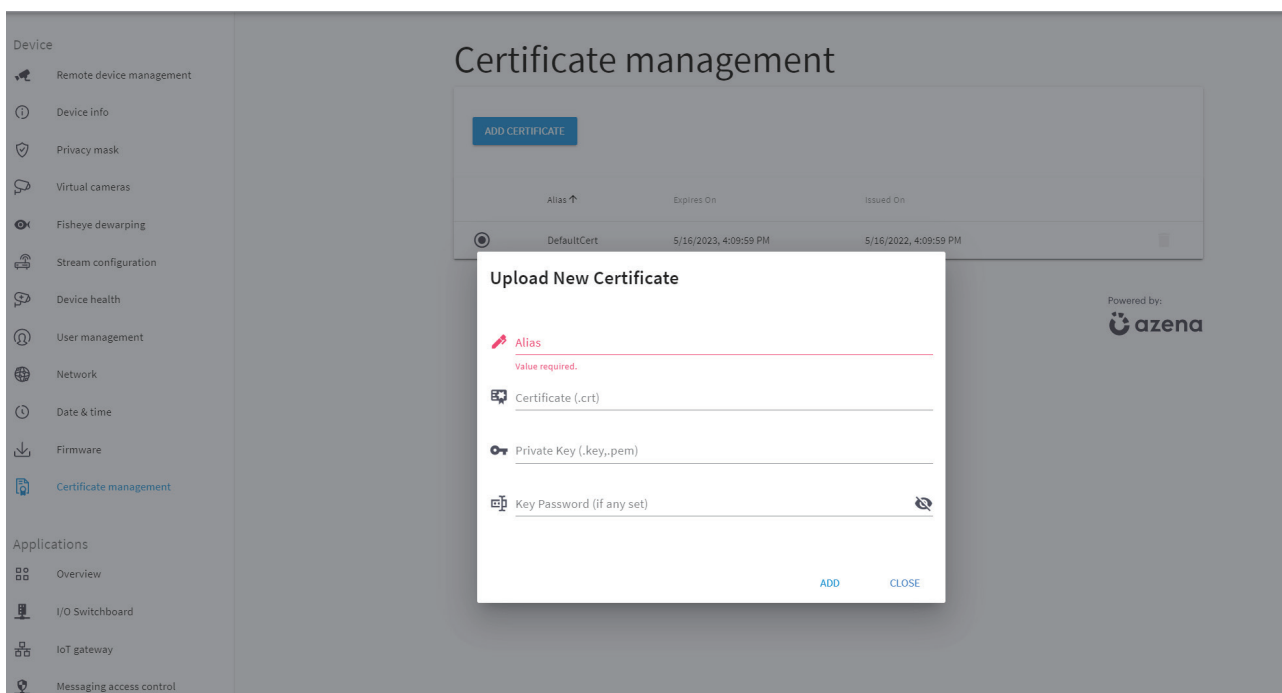 Device
Remote device management
Device info
Privacy mask
Virtual cameras
Fisheye dewarping
Stream configuration
Device health
User management
Network
Date & time
Firmware
Certificate management
Applications
Overview
I/O Switchboard
IoT gateway
Messaging access control
Certificate management
ADD CERTIFICATE
Alias Expires On Issued On
DefaultCert 5/16/2023, 4:09:59 PM 5/16/2022, 4:09:59 PM
Upload New Certificate
Alias
Value required.
Certificate (.crt)
Private Key (.key,.pem)
Key Password (if any set)
ADD CLOSE
Powered by:
azena